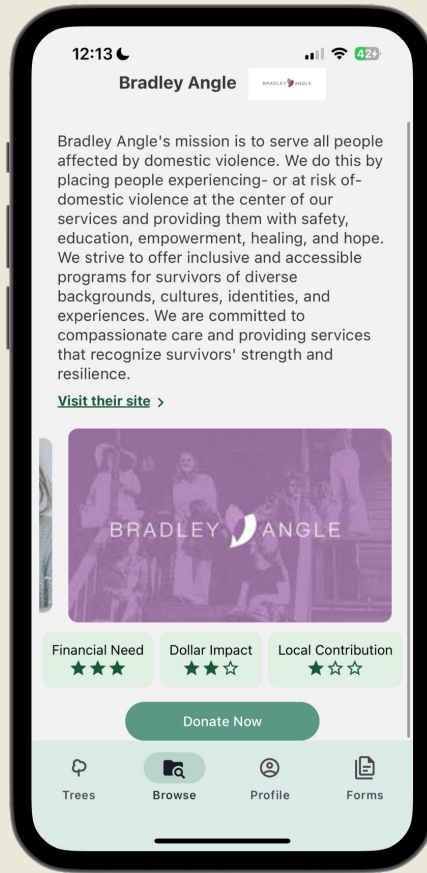 12:13
42
Bradley Angle
BRADLEY ANGLE
Bradley Angle's mission is to serve all people
affected by domestic violence. We do this by
placing people experiencing- or at risk of-
domestic violence at the center of our
services and providing them with safety,
education, empowerment, healing, and hope.
We strive to offer inclusive and accessible
programs for survivors of diverse
backgrounds, cultures, identities, and
experiences. We are committed to
compassionate care and providing services
that recognize survivors' strength and
resilience.
Visit their site >
BRADLEY ANGLE
Financial Need Dollar Impact Local Contribution
Donate Now
Trees Browse Profile Forms